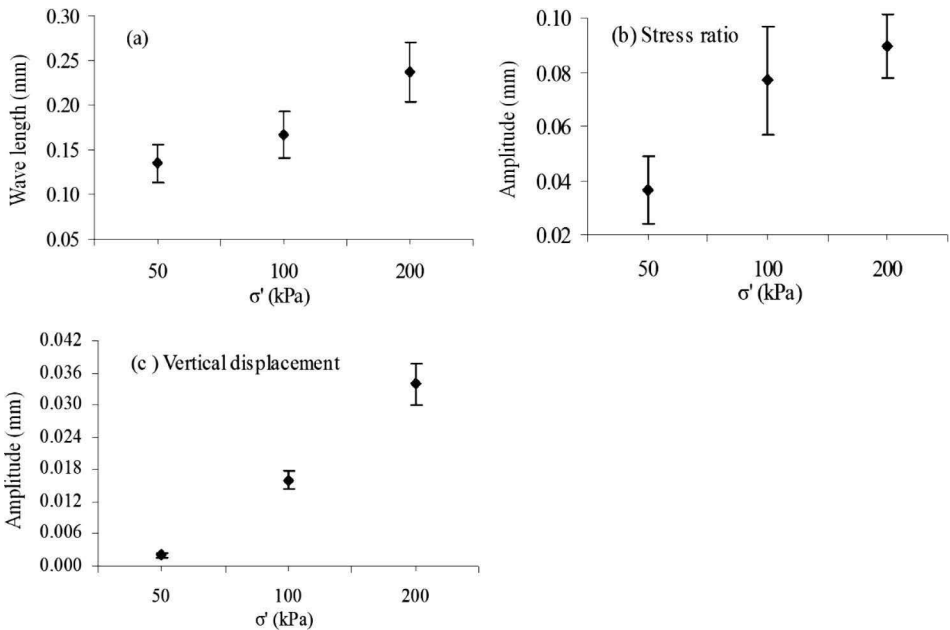 (a)
Wave length (mm)
0.30
0.25
0.20
0.15
0.10
0.05
50 100 200
σ' (kPa)
(b) Stress ratio
Amplitude (mm)
0.10
0.08
0.06
0.04
0.02
50 100 200
σ' (kPa)
(c ) Vertical displacement
Amplitude (mm)
0.042
0.036
0.030
0.024
0.018
0.012
0.006
0.000
50 100 200
σ' (kPa)